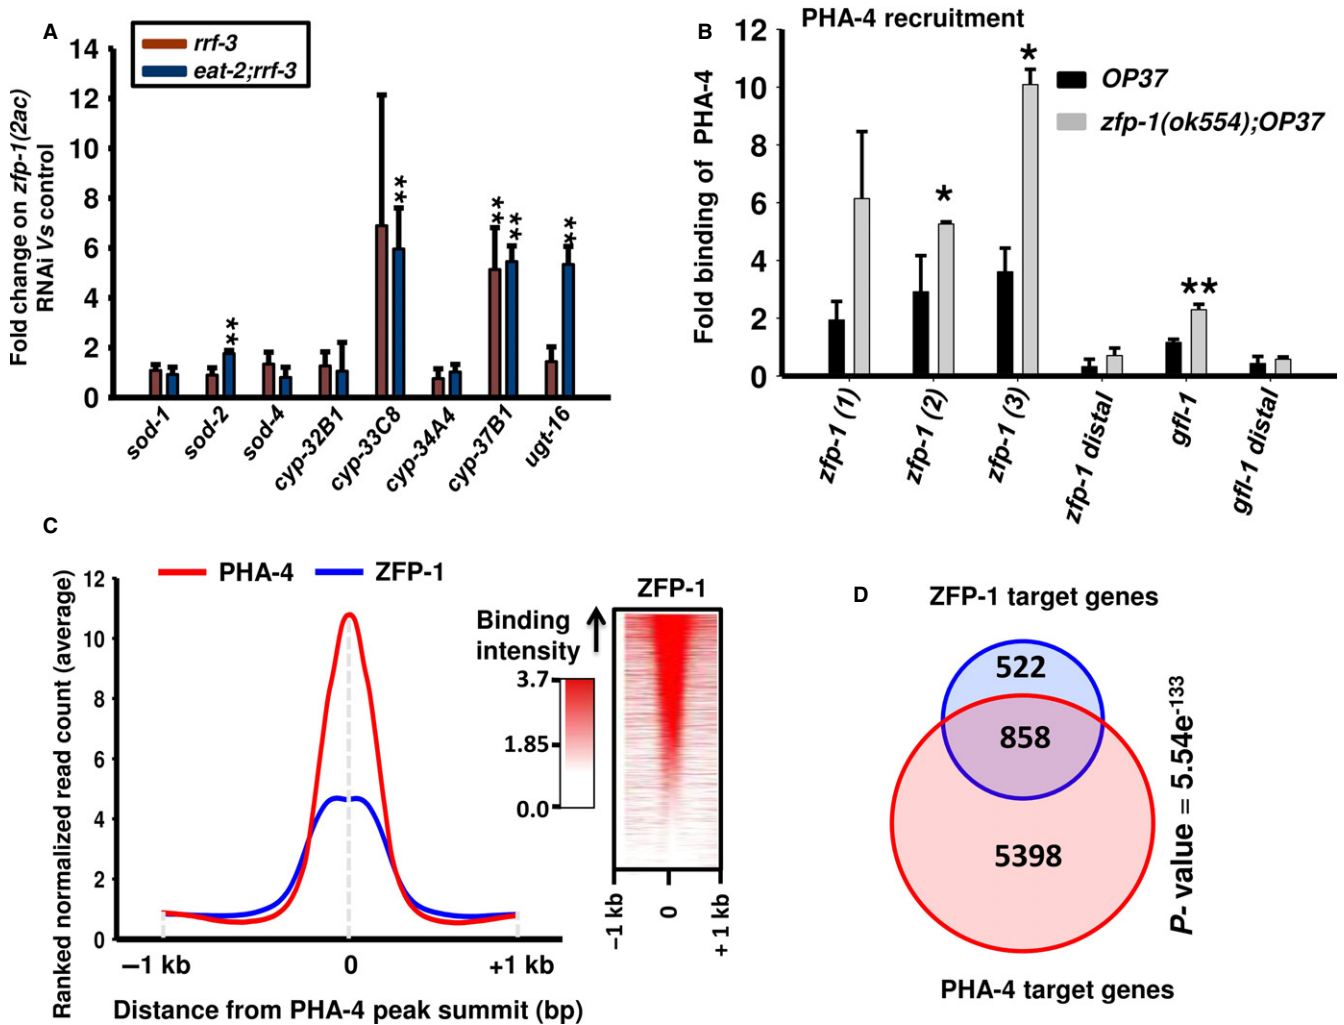 A
rrf-3
eat-2;rrf-3
Fold change on zfp-1(2ac)
RNAi Vs control
14
12
10
8
6
4
2
0
**
**
**
**
**
sod-1
sod-2
sod-4
cyp-32B1
cyp-33C8
cyp-34A4
cyp-37B1
ugt-16
B
PHA-4 recruitment
OP37
zfp-1(ok554);OP37
Fold binding of PHA-4
12
10
8
6
4
2
0
*
*
**
zfp-1 (1)
zfp-1 (2)
zfp-1 (3)
zfp-1 distal
gfl-1
gfl-1 distal
C
PHA-4
ZFP-1
Ranked normalized read count (average)
12
10
8
6
4
2
0
−1 kb
0
+1 kb
Distance from PHA-4 peak summit (bp)
ZFP-1
Binding
intensity
3.7
1.85
0.0
−1 kb
0
+ 1 kb
D
ZFP-1 target genes
522
858
5398
PHA-4 target genes
P- value = 5.54e-133